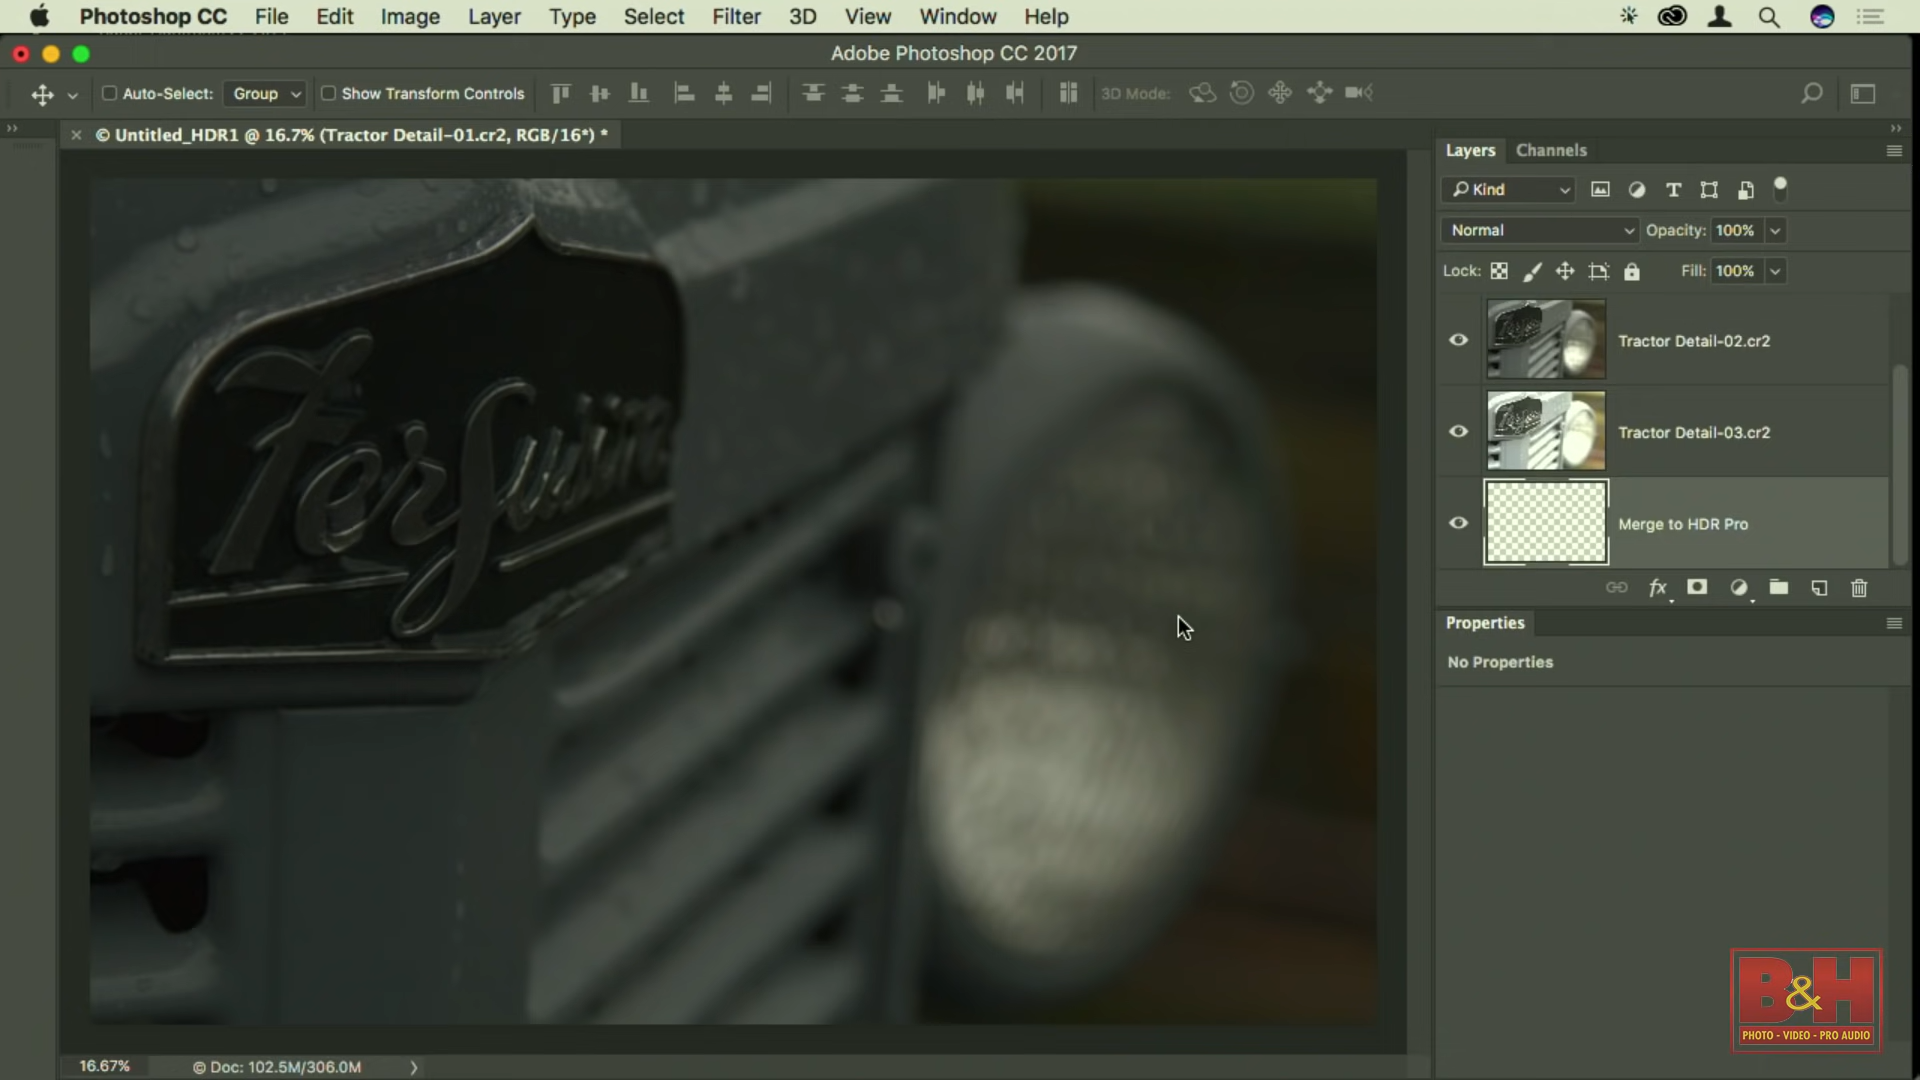 Photoshop CC File Edit Image Layer Type Select Filter 3D View Window Help
Adobe Photoshop CC 2017
Auto-Select: Group Show Transform Controls 3D Mode:
© Untitled_HDR1 @ 16.7% (Tractor Detail-01.cr2, RGB/16*) *
Layers Channels
Kind
Normal Opacity: 100%
Lock: Fill: 100%
Tractor Detail-02.cr2
Tractor Detail-03.cr2
Merge to HDR Pro
fx
Properties
No Properties
Ferguson
16.67% © Doc: 102.5M/306.0M
B&H
PHOTO - VIDEO - PRO AUDIO